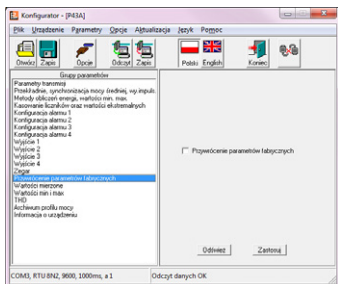 Konfigurator - [P43A]
Plik Urządzenie Parametry Opcje Aktualizacja Język Pomoc
Otwórz Zapis Opcje Odczyt Zapis Polski English Koniec
Grupy parametrów
Parametry transmisji
Przekładnie, synchronizacja mocy średniej, wy.impuls
Metody obliczeń energii, wartości min. max.
Kasowanie liczników oraz wartości ekstremalnych
Konfiguracja alarmu 1
Konfiguracja alarmu 2
Konfiguracja alarmu 3
Konfiguracja alarmu 4
Wyjście 1
Wyjście 2
Wyjście 3
Wyjście 4
Zegar
Przywrócenie parametrów fabrycznych
Wartości mierzone
Wartości min i max
THD
Archiwum profilu mocy
Informacja o urządzeniu
Przywrócenie parametrów fabrycznych
Odśwież Zastosuj
COM3, RTU 8N2, 9600, 1000ms, a 1 Odczyt danych OK